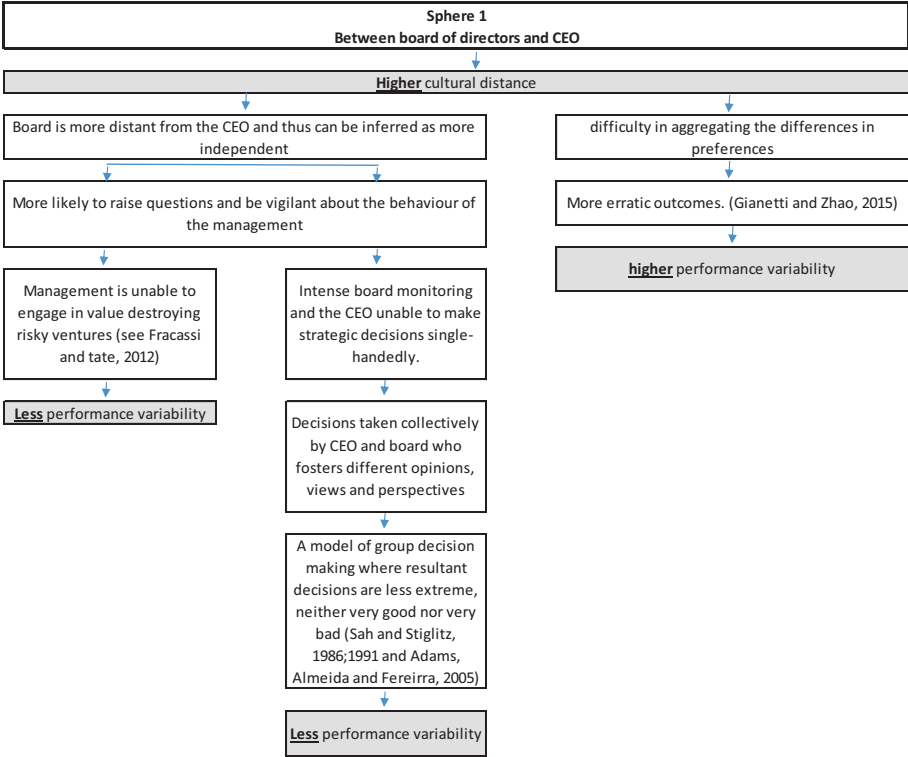 Sphere 1
Between board of directors and CEO
Higher cultural distance
Board is more distant from the CEO and thus can be inferred as more
independent
More likely to raise questions and be vigilant about the behaviour of
the management
Management is unable to
engage in value destroying
risky ventures (see Fracassi
and tate, 2012)
Less performance variability
Intense board monitoring
and the CEO unable to make
strategic decisions single-
handedly.
Decisions taken collectively
by CEO and board who
fosters different opinions,
views and perspectives
A model of group decision
making where resultant
decisions are less extreme,
neither very good nor very
bad (Sah and Stiglitz,
1986;1991 and Adams,
Almeida and Fereirra, 2005)
Less performance variability
difficulty in aggregating the differences in
preferences
More erratic outcomes. (Gianetti and Zhao, 2015)
higher performance variability